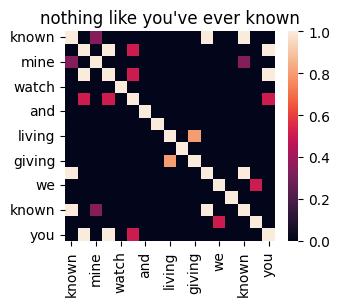 nothing like you've ever known
known
mine
watch
and
living
giving
we
known
you
1.0
0.8
0.6
0.4
0.2
0.0
known
mine
watch
and
living
giving
we
known
you